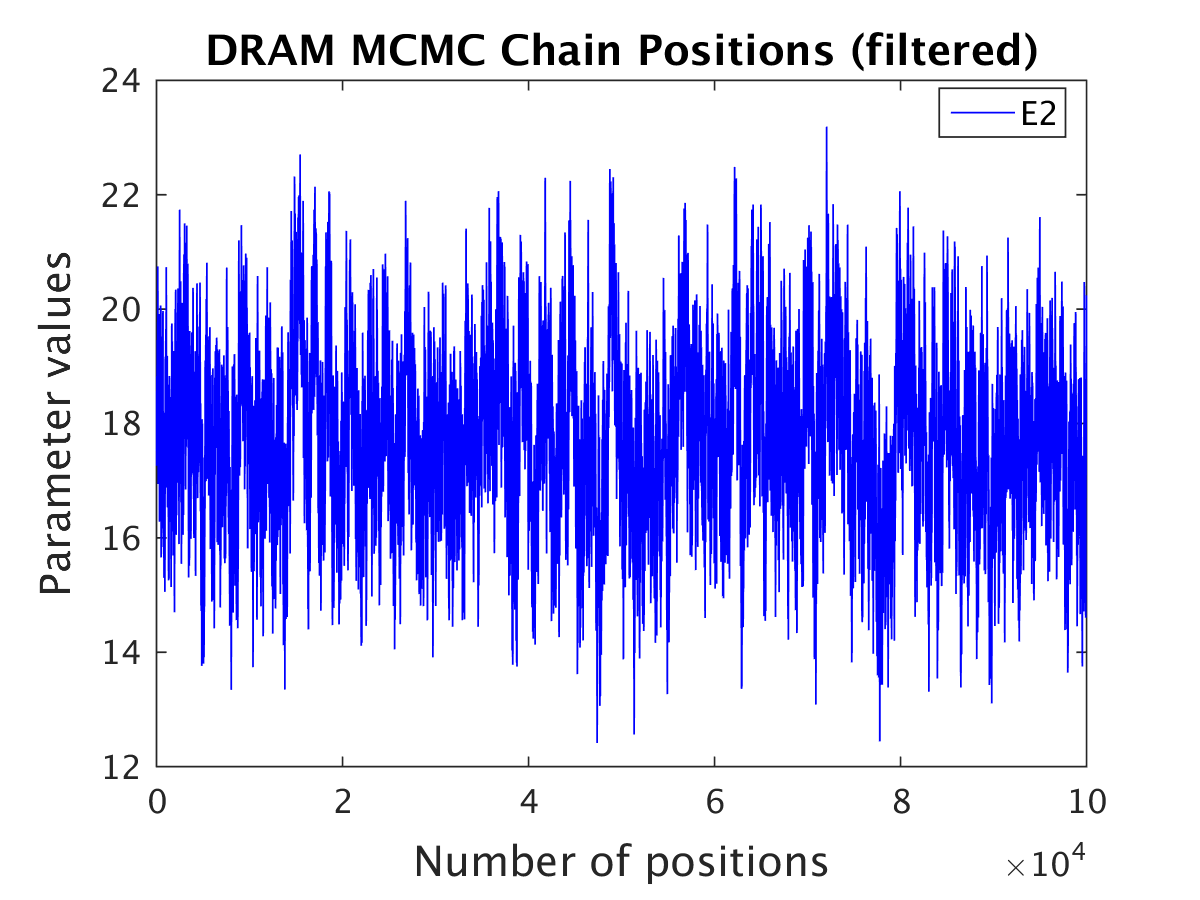 DRAM MCMC Chain Positions (filtered)
E2
Parameter values
24
22
20
18
16
14
12
0 2 4 6 8 10
Number of positions
×10^4